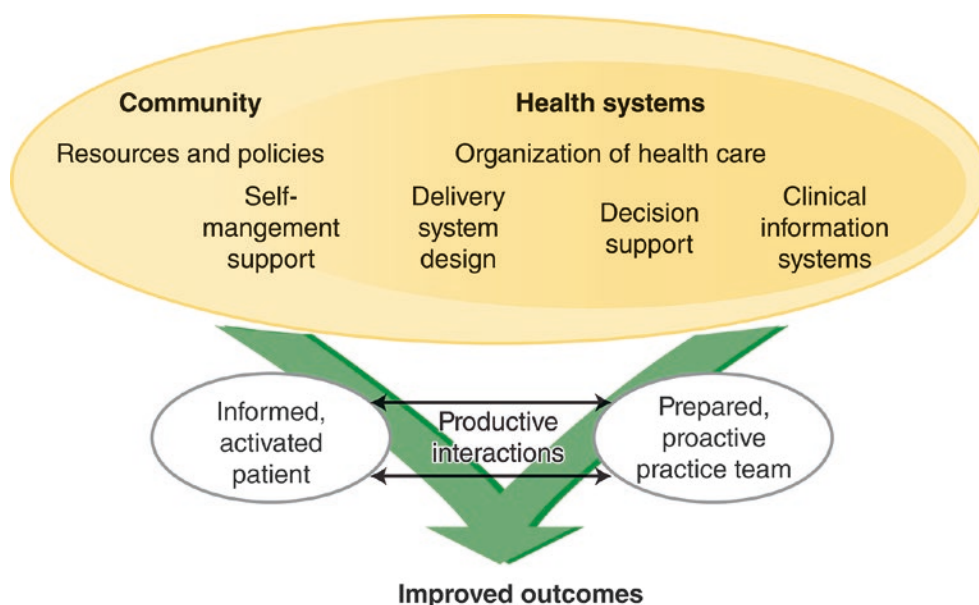 Community
Health systems
Resources and policies
Organization of health care
Self-
mangement
support
Delivery
system
design
Decision
support
Clinical
information
systems
Informed,
activated
patient
Productive
interactions
Prepared,
proactive
practice team
Improved outcomes